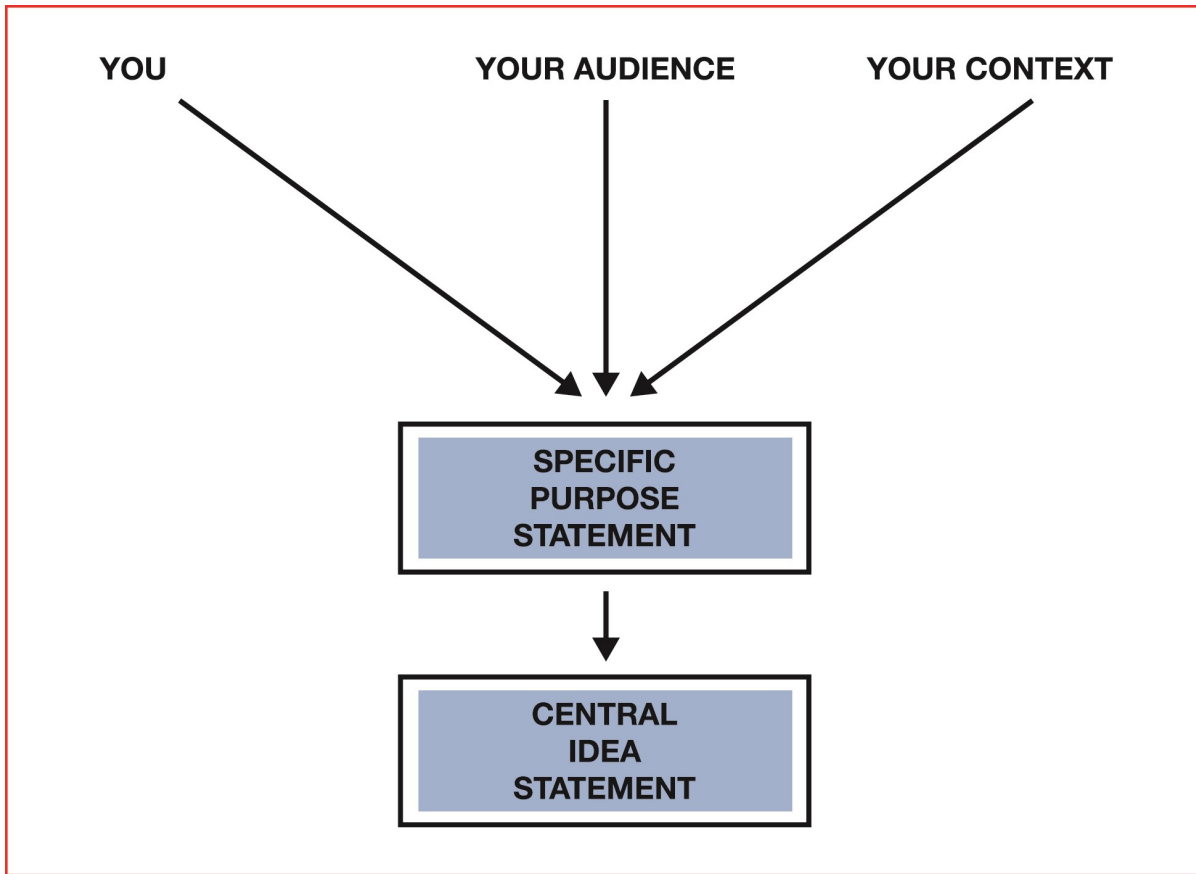 YOU
YOUR AUDIENCE
YOUR CONTEXT
SPECIFIC
PURPOSE
STATEMENT
CENTRAL
IDEA
STATEMENT